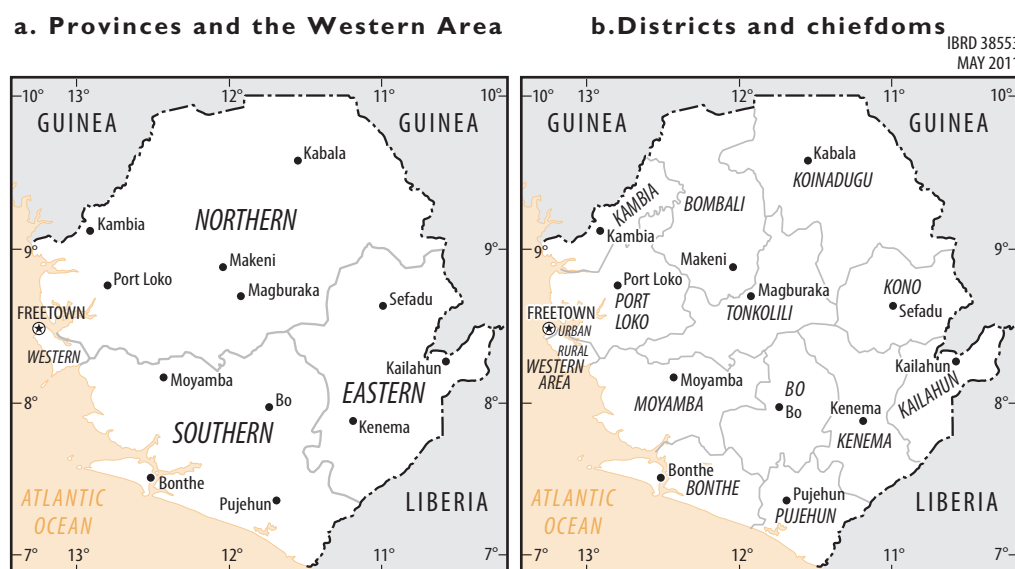 a. Provinces and the Western Area
b.Districts and chiefdoms
IBRD 38553
MAY 2011
10° 13° 12° 11° 10°
GUINEA
GUINEA
Kabala
NORTHERN
Kambia
9°
9°
Makeni
Port Loko
Magburaka
Sefadu
FREETOWN
WESTERN
Kailahun
Moyamba
EASTERN
Bo
8°
SOUTHERN
Kenema
Bonthe
ATLANTIC
OCEAN
Pujehun
LIBERIA
7° 13° 12° 11° 7°
10° 13° 12° 11° 10°
GUINEA
GUINEA
Kabala
KOINADUGU
KAMBIA
BOMBALI
Kambia
9°
9°
Makeni
Port Loko
KONO
Magburaka
PORT
LOKO
TONKOLILI
Sefadu
FREETOWN
URBAN
RURAL
WESTERN
AREA
Kailahun
Moyamba
MOYAMBA
BO
KAILAHUN
8°
8°
Bo
Kenema
KENEMA
Bonthe
BONTHE
ATLANTIC
OCEAN
Pujehun
PUJEHUN
LIBERIA
7° 13° 12° 11° 7°